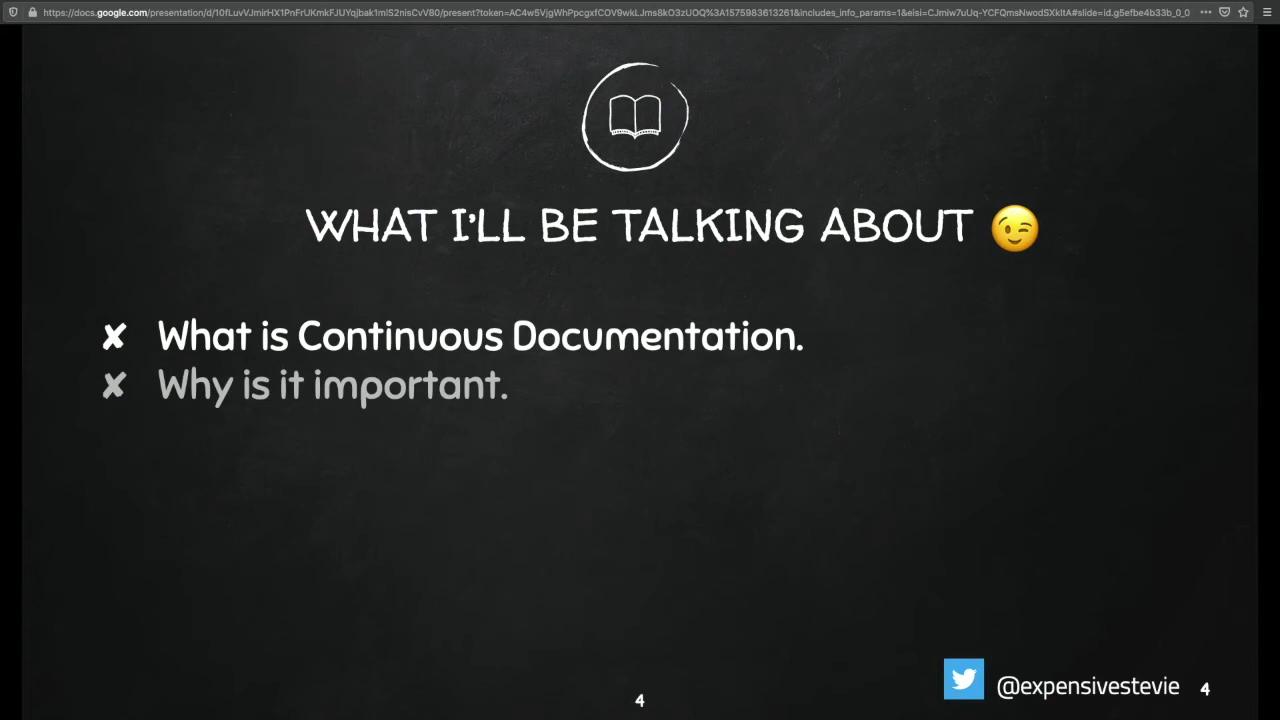 WHAT I'LL BE TALKING ABOUT 😉
✘ What is Continuous Documentation.
✘ Why is it important.
@expensivestevie 4
4